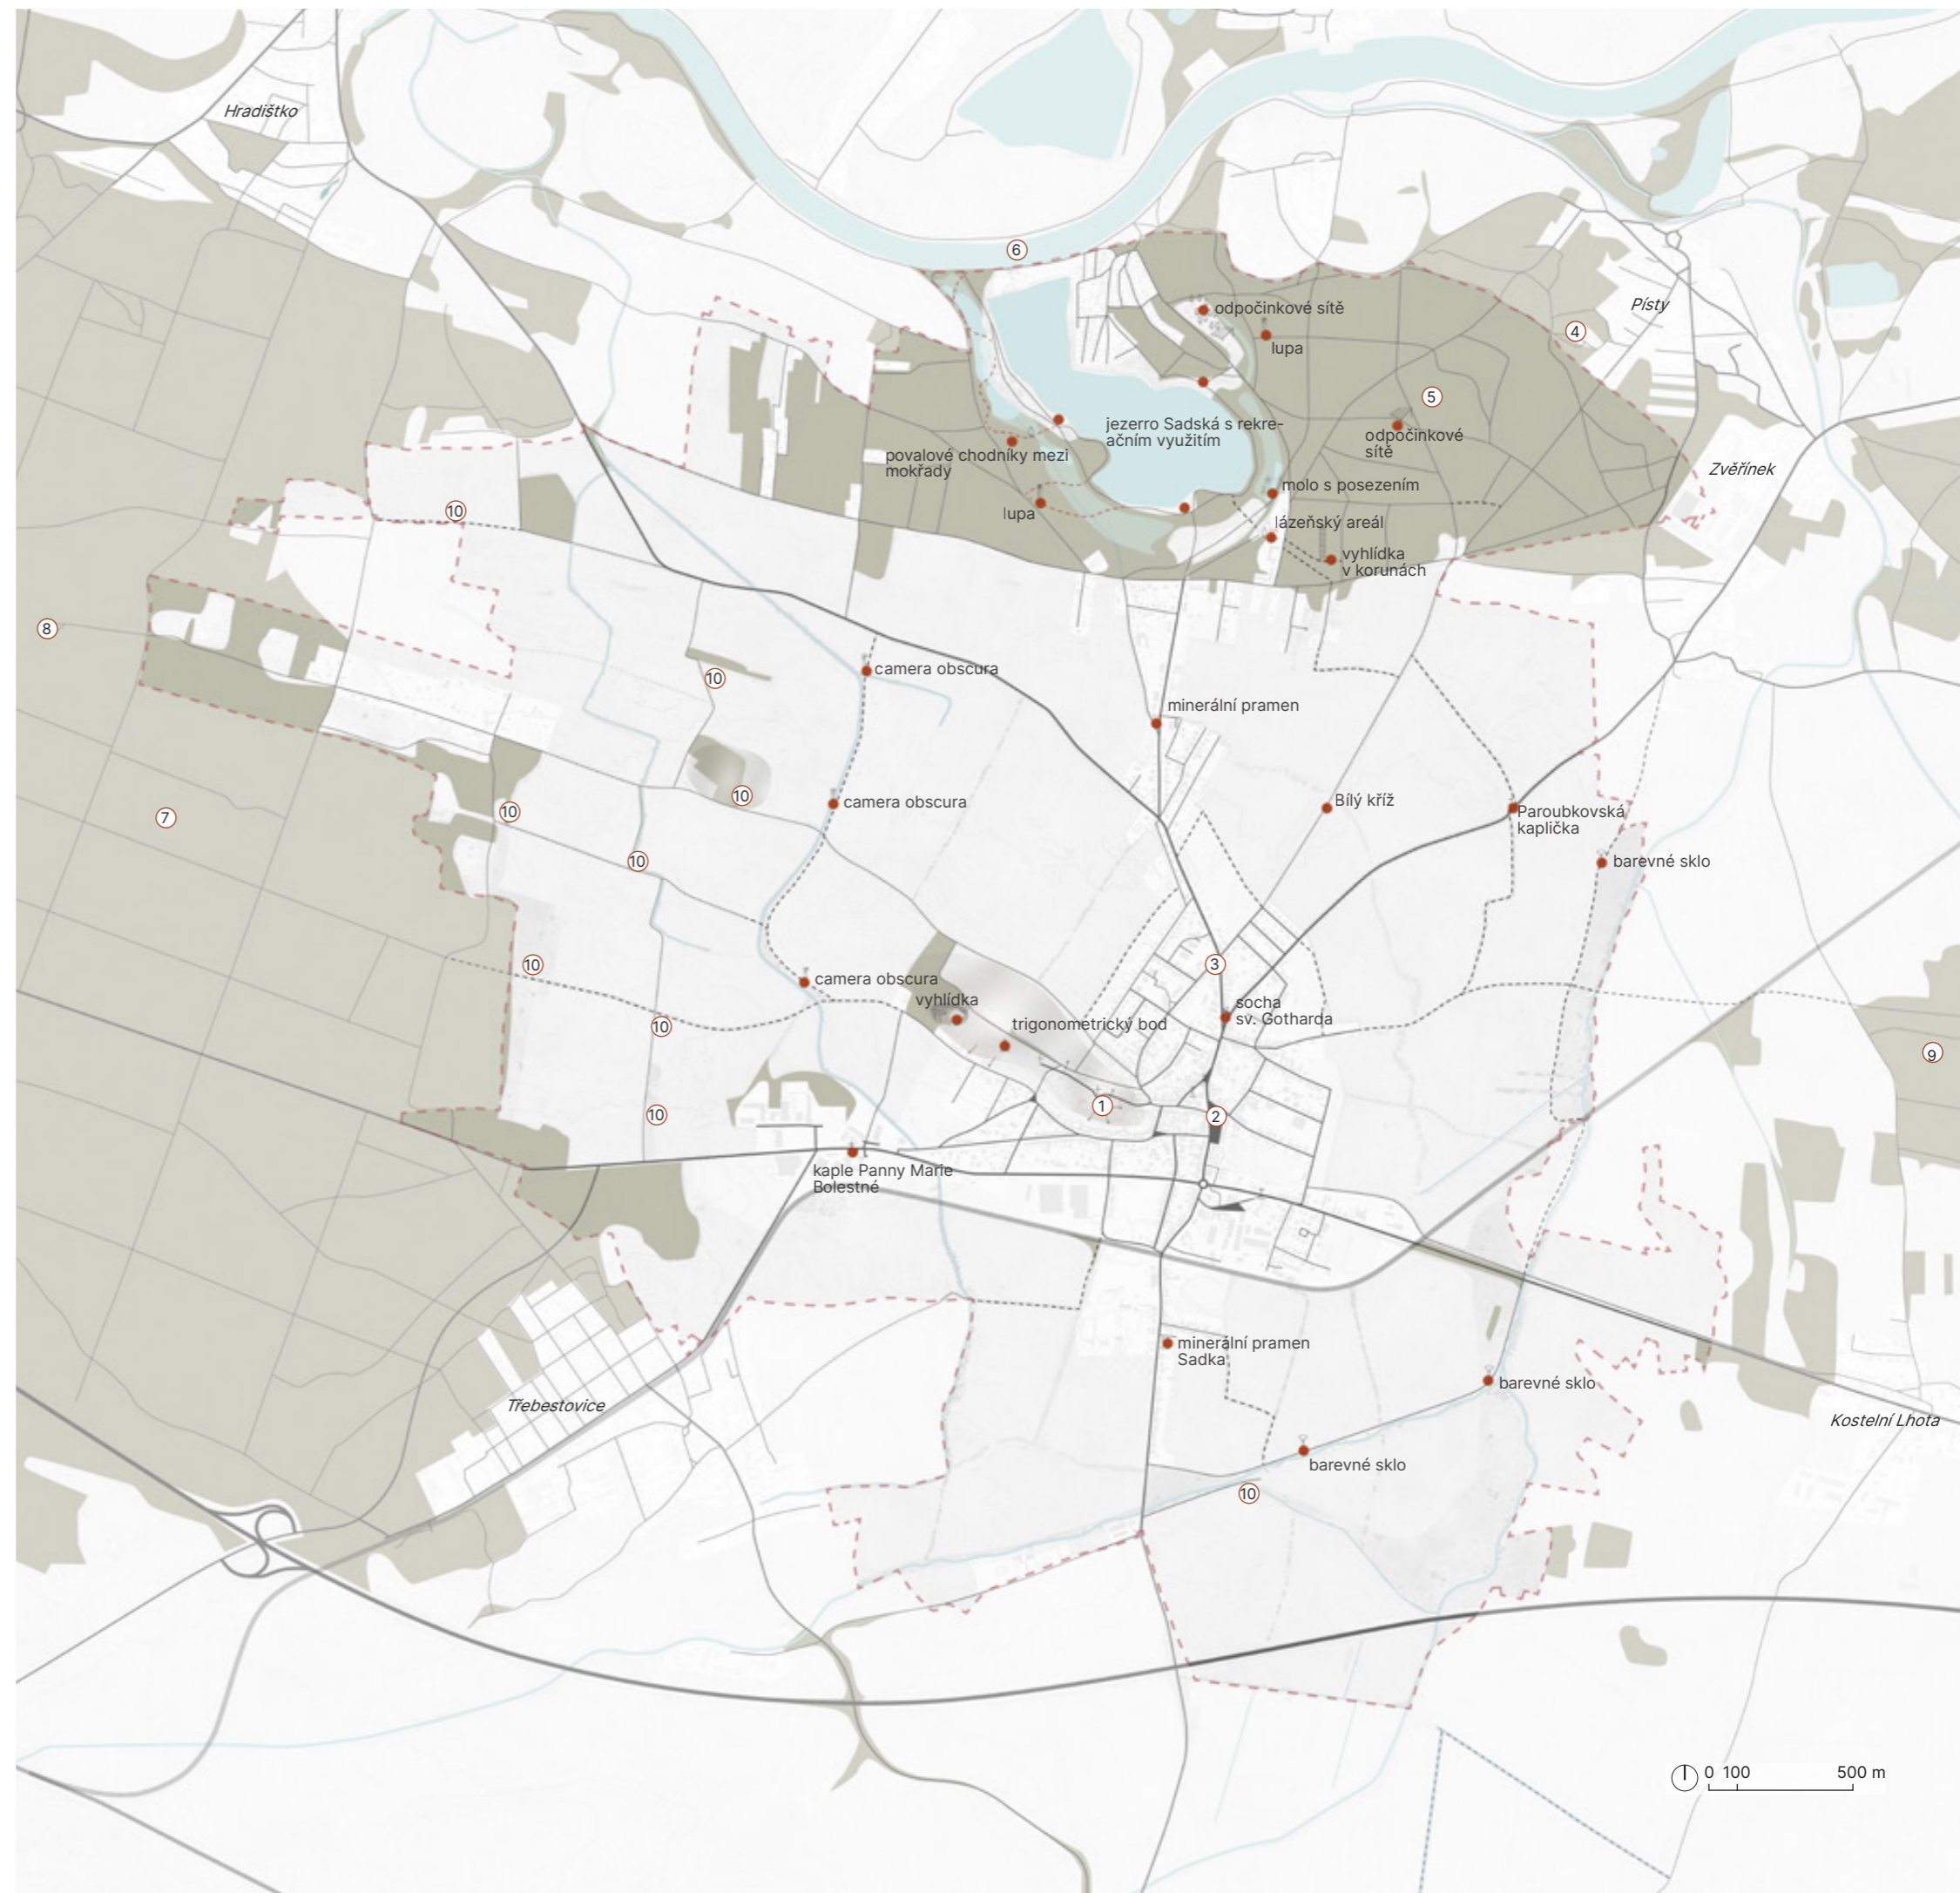 Hradištko
6
odpočinkové sítě
Písty
4
lupa
5
jezerro Sadská s rekre-
ačním využitím
odpočinkové
sítě
povalové chodníky mezi
mokřady
Zvěřínek
molo s posezením
10
lupa
lázeňský areál
vyhlídka
v korunách
8
camera obscura
10
minerální pramen
10
camera obscura
Bílý kříž
Paroubkovská
kaplička
10
7
10
barevné sklo
10
3
camera obscura
vyhlídka
socha
sv. Gotharda
trigonometrický bod
10
9
1
2
10
kaple Panny Marie
Bolestné
minerální pramen
Sadka
barevné sklo
Třebestovice
Kostelní Lhota
barevné sklo
10
0 100 500 m